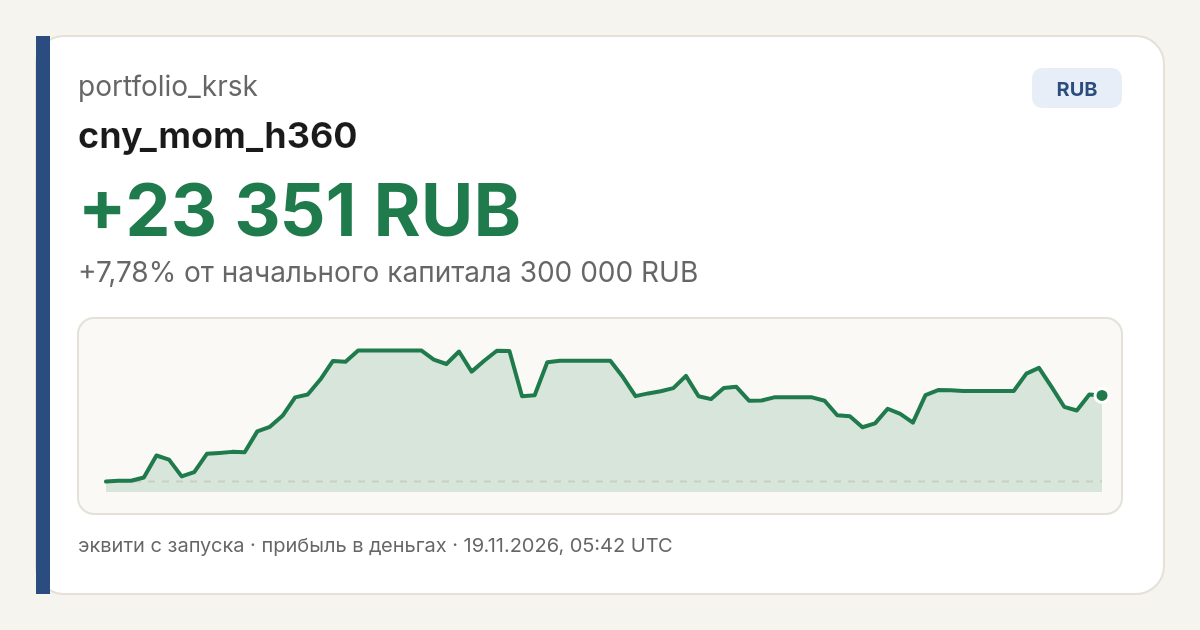 portfolio_krsk
RUB
cny_mom_h360
+23 351 RUB
+7,78% от начального капитала 300 000 RUB
эквити с запуска · прибыль в деньгах · 19.11.2026, 05:42 UTC